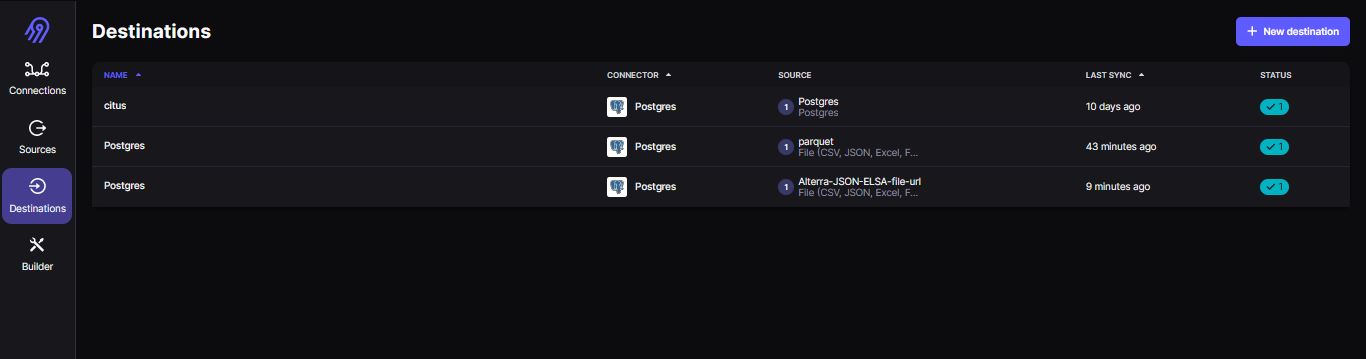 Destinations
+ New destination
NAME CONNECTOR SOURCE LAST SYNC STATUS
citus Postgres 1 Postgres 10 days ago 1
Postgres
Postgres Postgres 1 parquet 43 minutes ago 1
File (CSV, JSON, Excel, F...
Postgres Postgres 1 Alterra-JSON-ELSA-file-url 9 minutes ago 1
File (CSV, JSON, Excel, F...
Connections
Sources
Destinations
Builder